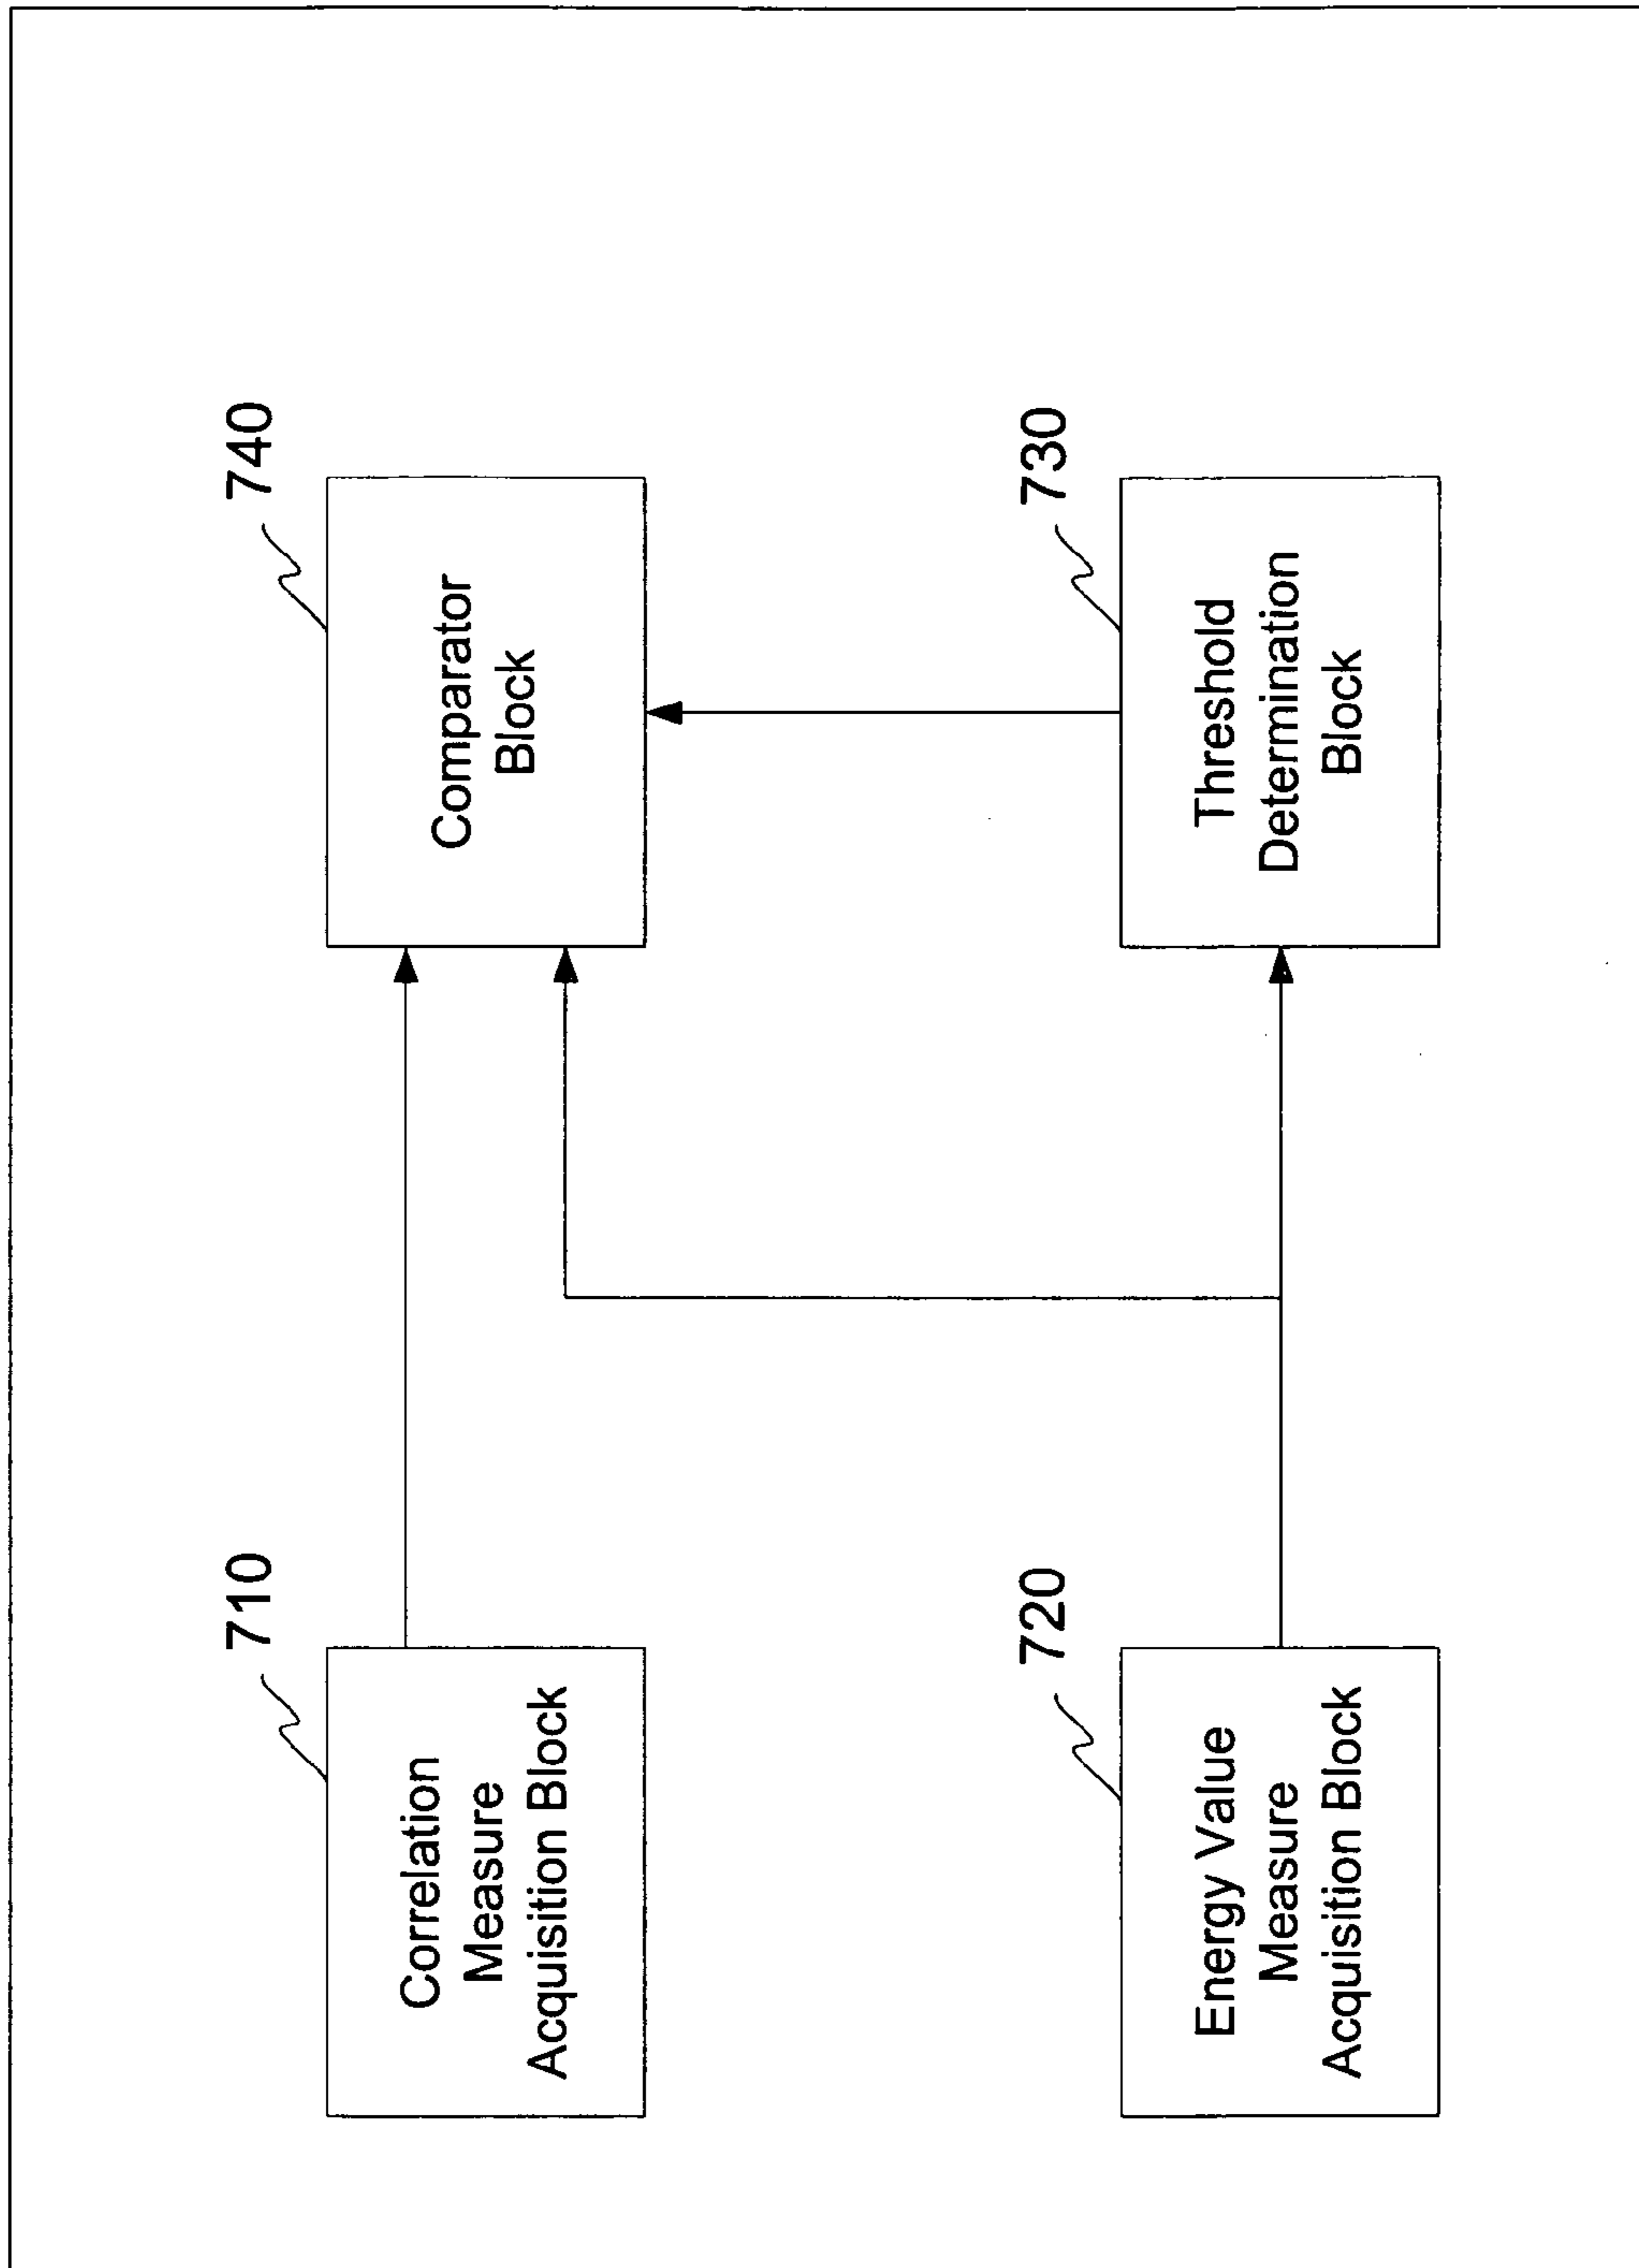 710
Correlation
Measure
Acquisition Block
740
Comparator
Block
720
Energy Value
Measure
Acquisition Block
730
Threshold
Determination
Block